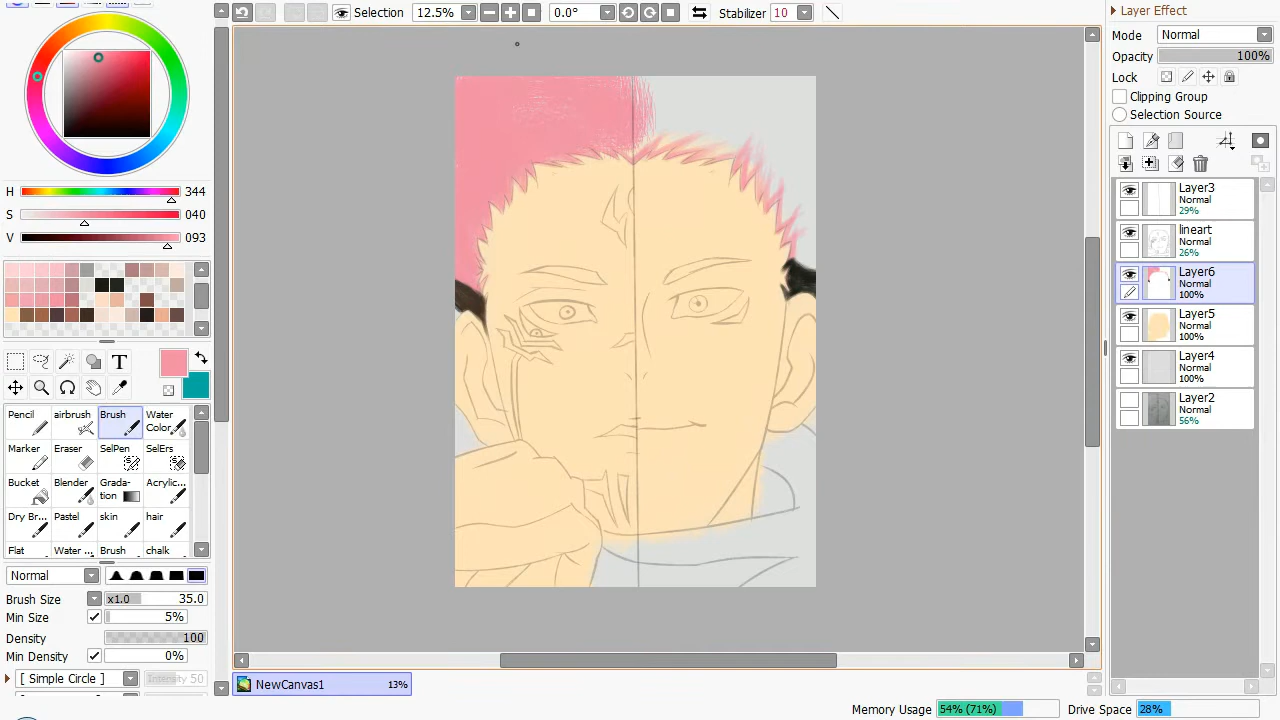 Selection 12.5% 0.0° Stabilizer 10
Layer Effect
Mode Normal
Opacity 100%
Lock
Clipping Group
Selection Source
H 344
S 040
V 093
Layer3
Normal
29%
lineart
Normal
26%
Layer6
Normal
100%
Layer5
Normal
100%
Layer4
Normal
100%
Layer2
Normal
56%
T
Pencil airbrush Brush Water Color
Marker Eraser SelPen SelErs
Bucket Blender Grada- tion Acrylic...
Dry Br... Pastel skin hair
Flat Water ... Brush chalk
Normal
Brush Size x1.0 35.0
Min Size 5%
Density 100
Min Density 0%
[ Simple Circle ] Intensity 50
NewCanvas1 13%
Memory Usage 54% (71%) Drive Space 28%